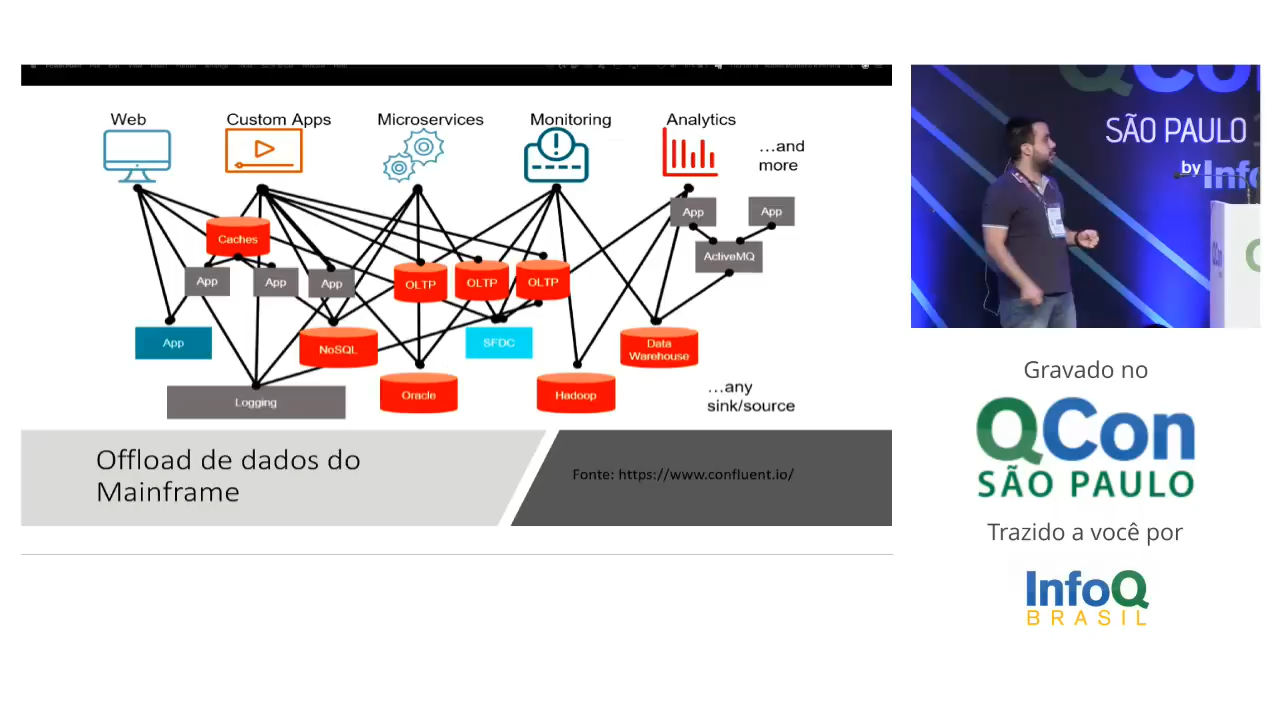 Web
Custom Apps
Microservices
Monitoring
Analytics
...and
more
App
App
Caches
ActiveMQ
App
App
App
OLTP
OLTP
OLTP
App
NoSQL
SFDC
Data
Warehouse
Logging
Oracle
Hadoop
...any
sink/source
Offload de dados do
Mainframe
Fonte: https://www.confluent.io/
QCon
SÃO PAULO
by Info
Gravado no
QCon
SÃO PAULO
Trazido a você por
InfoQ
BRASIL